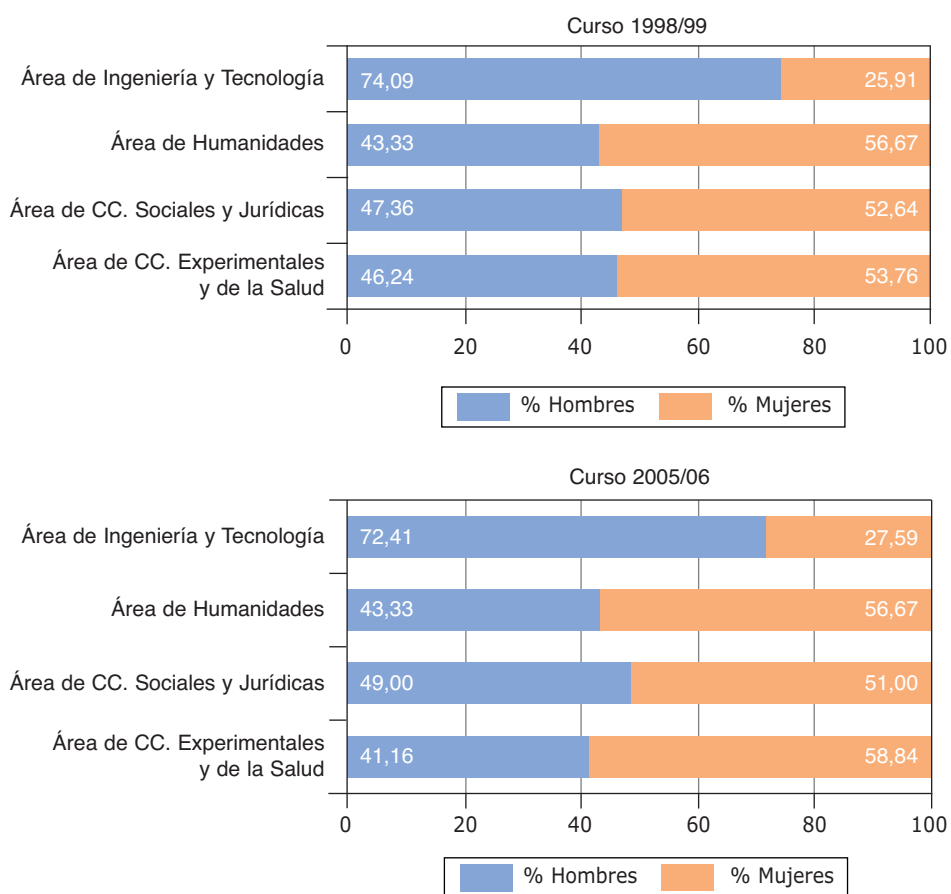 Curso 1998/99
Área de Ingeniería y Tecnología
74,09
25,91
Área de Humanidades
43,33
56,67
Área de CC. Sociales y Jurídicas
47,36
52,64
Área de CC. Experimentales
y de la Salud
46,24
53,76
0 20 40 60 80 100
% Hombres % Mujeres
Curso 2005/06
Área de Ingeniería y Tecnología
72,41
27,59
Área de Humanidades
43,33
56,67
Área de CC. Sociales y Jurídicas
49,00
51,00
Área de CC. Experimentales
y de la Salud
41,16
58,84
0 20 40 60 80 100
% Hombres % Mujeres